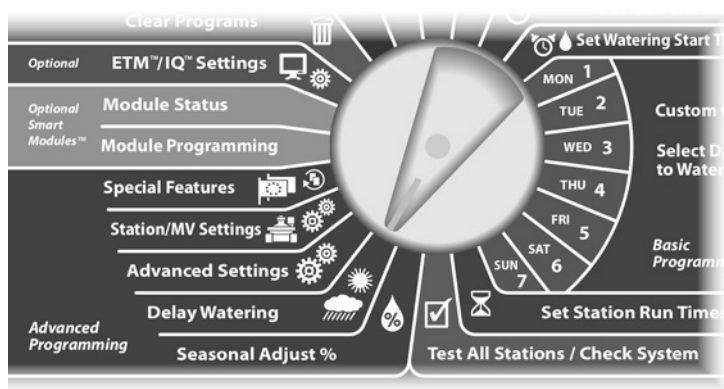 Clear Programs
Optional
ETM™/IQ™ Settings
Optional
Smart
Modules™
Module Status
Module Programming
Special Features
Station/MV Settings
Advanced Settings
Delay Watering
Advanced
Programming
Seasonal Adjust %
%
Set Watering Start
MON 1
TUE 2
WED 3
THU 4
FRI 5
SAT 6
SUN 7
Custom
Select
to Water
Basic
Set Station Run Times
Test All Stations / Check System